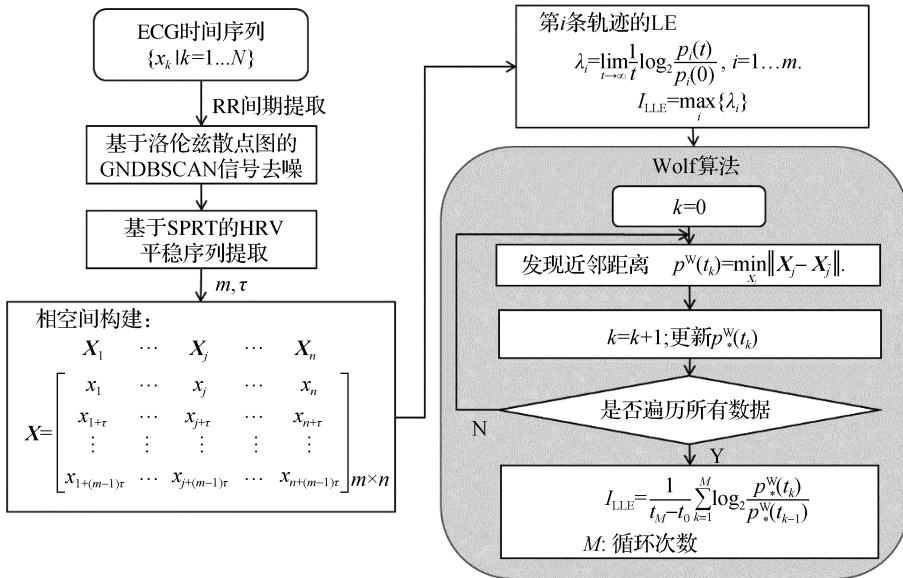 ECG时间序列
{x_k|k=1...N}
RR间期提取
基于洛伦兹散点图的
GNDBSCAN信号去噪
基于SPRT的HRV
平稳序列提取
m,τ
相空间构建：
X_1 ⋯ X_j ⋯ X_n
x_1 ⋯ x_j ⋯ x_n
x_{1+τ} ⋯ x_{j+τ} ⋯ x_{n+τ}
X=
⋮ ⋮ ⋮ ⋮ ⋮
x_{1+(m−1)τ} ⋯ x_{j+(m−1)τ} ⋯ x_{n+(m−1)τ} m×n
第i条轨迹的LE
λ_i=lim_{t→∞} 1/t log_2 p_i(t)/p_i(0), i=1…m.
I_LLE=max_i{λ_i}
Wolf算法
k=0
发现近邻距离 p^W(t_k)=min_{X_i}‖X_j−X_ĵ‖.
k=k+1;更新p_*^W(t_k)
是否遍历所有数据
N
Y
I_LLE=1/(t_M−t_0) ∑_{k=1}^{M} log_2 p_*^W(t_k)/p_*^W(t_{k−1})
M: 循环次数